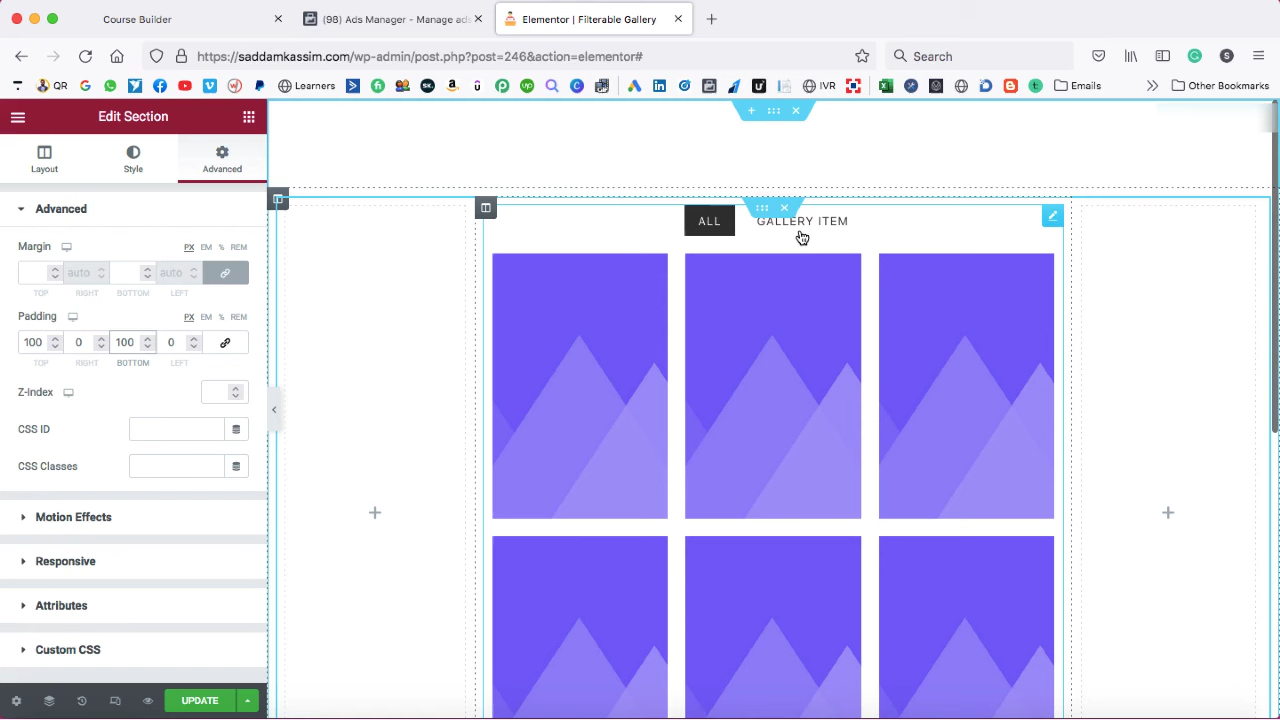 Course Builder
(98) Ads Manager - Manage ads
Elementor | Filterable Gallery
https://saddamkassim.com/wp-admin/post.php?post=246&action=elementor#
Search
S
QR
Learners
IVR
Emails
Other Bookmarks
Edit Section
Layout
Style
Advanced
Advanced
Margin
PX EM % REM
auto
auto
TOP RIGHT BOTTOM LEFT
Padding
PX EM % REM
100 0 100 0
TOP RIGHT BOTTOM LEFT
Z-Index
CSS ID
CSS Classes
Motion Effects
Responsive
Attributes
Custom CSS
UPDATE
ALL
GALLERY ITEM